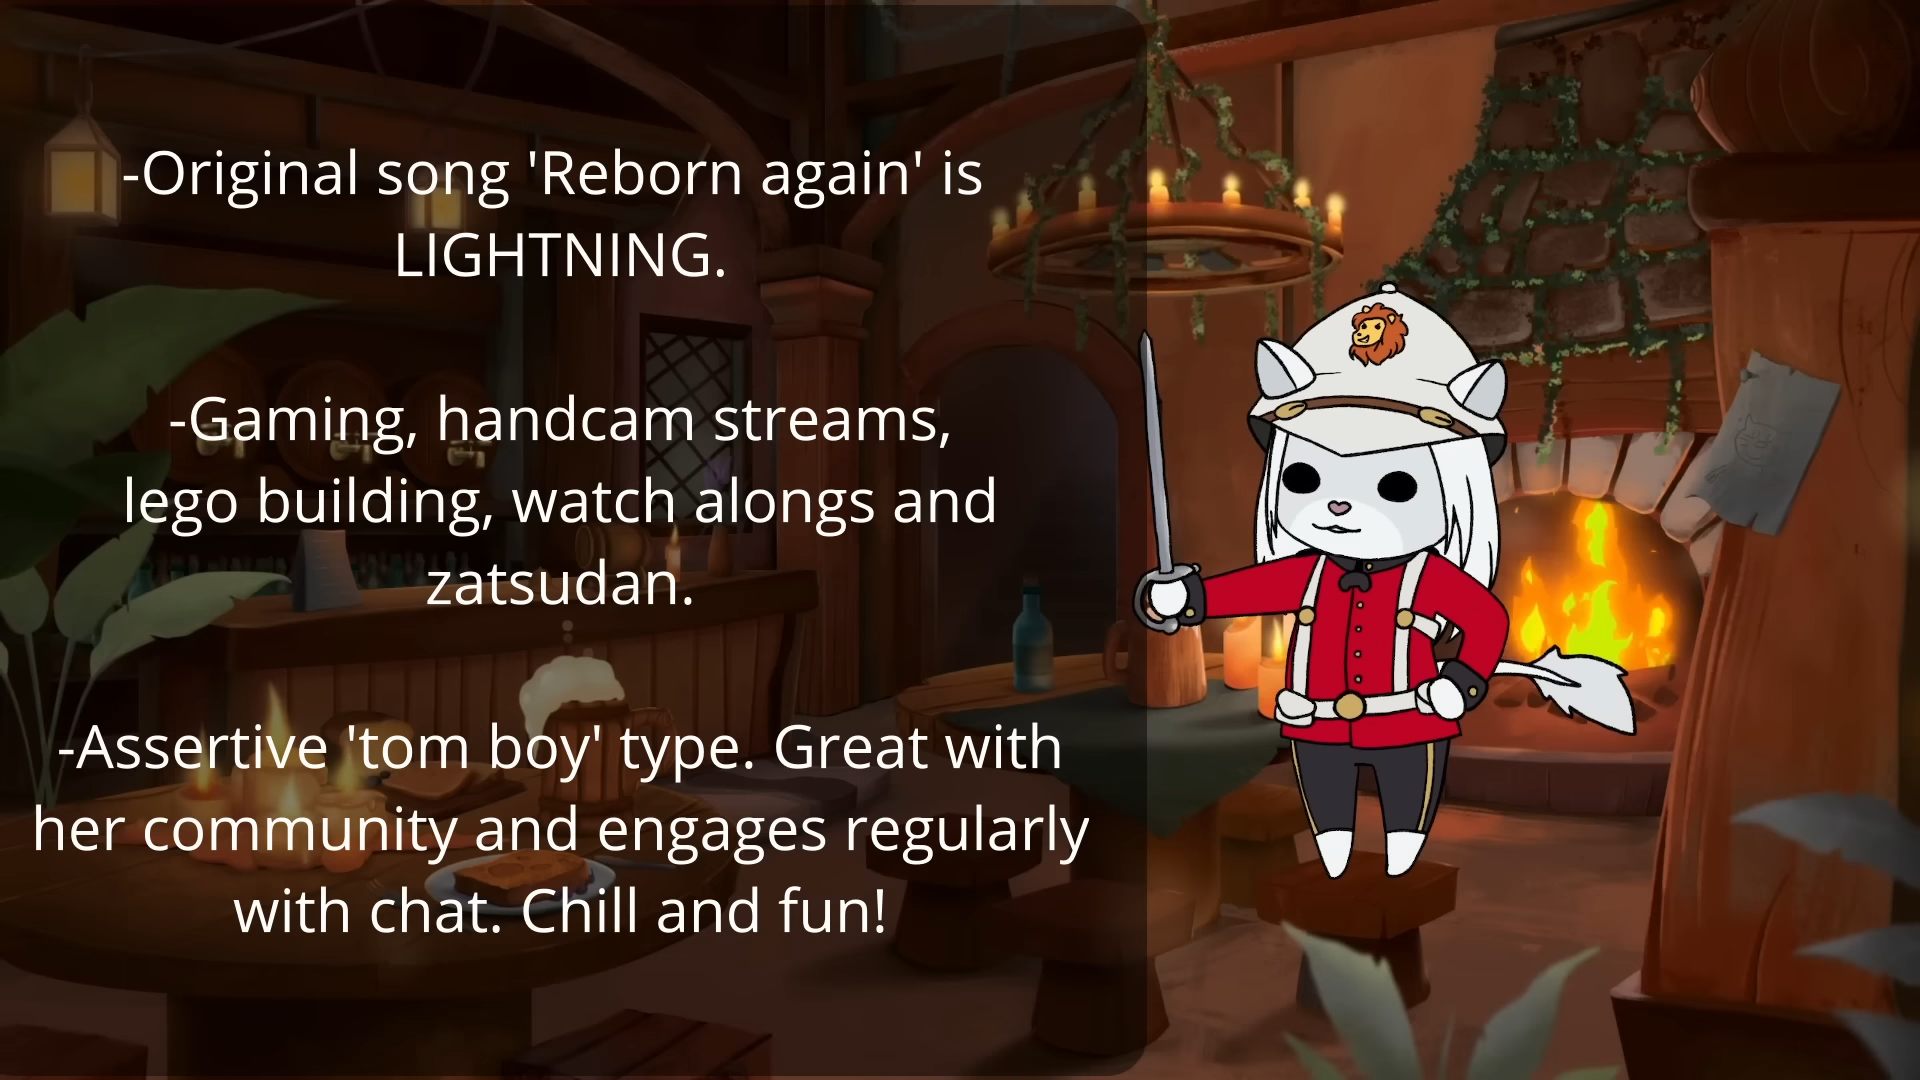 -Original song 'Reborn again' is
LIGHTNING.
-Gaming, handcam streams,
lego building, watch alongs and
zatsudan.
-Assertive 'tom boy' type. Great with
her community and engages regularly
with chat. Chill and fun!